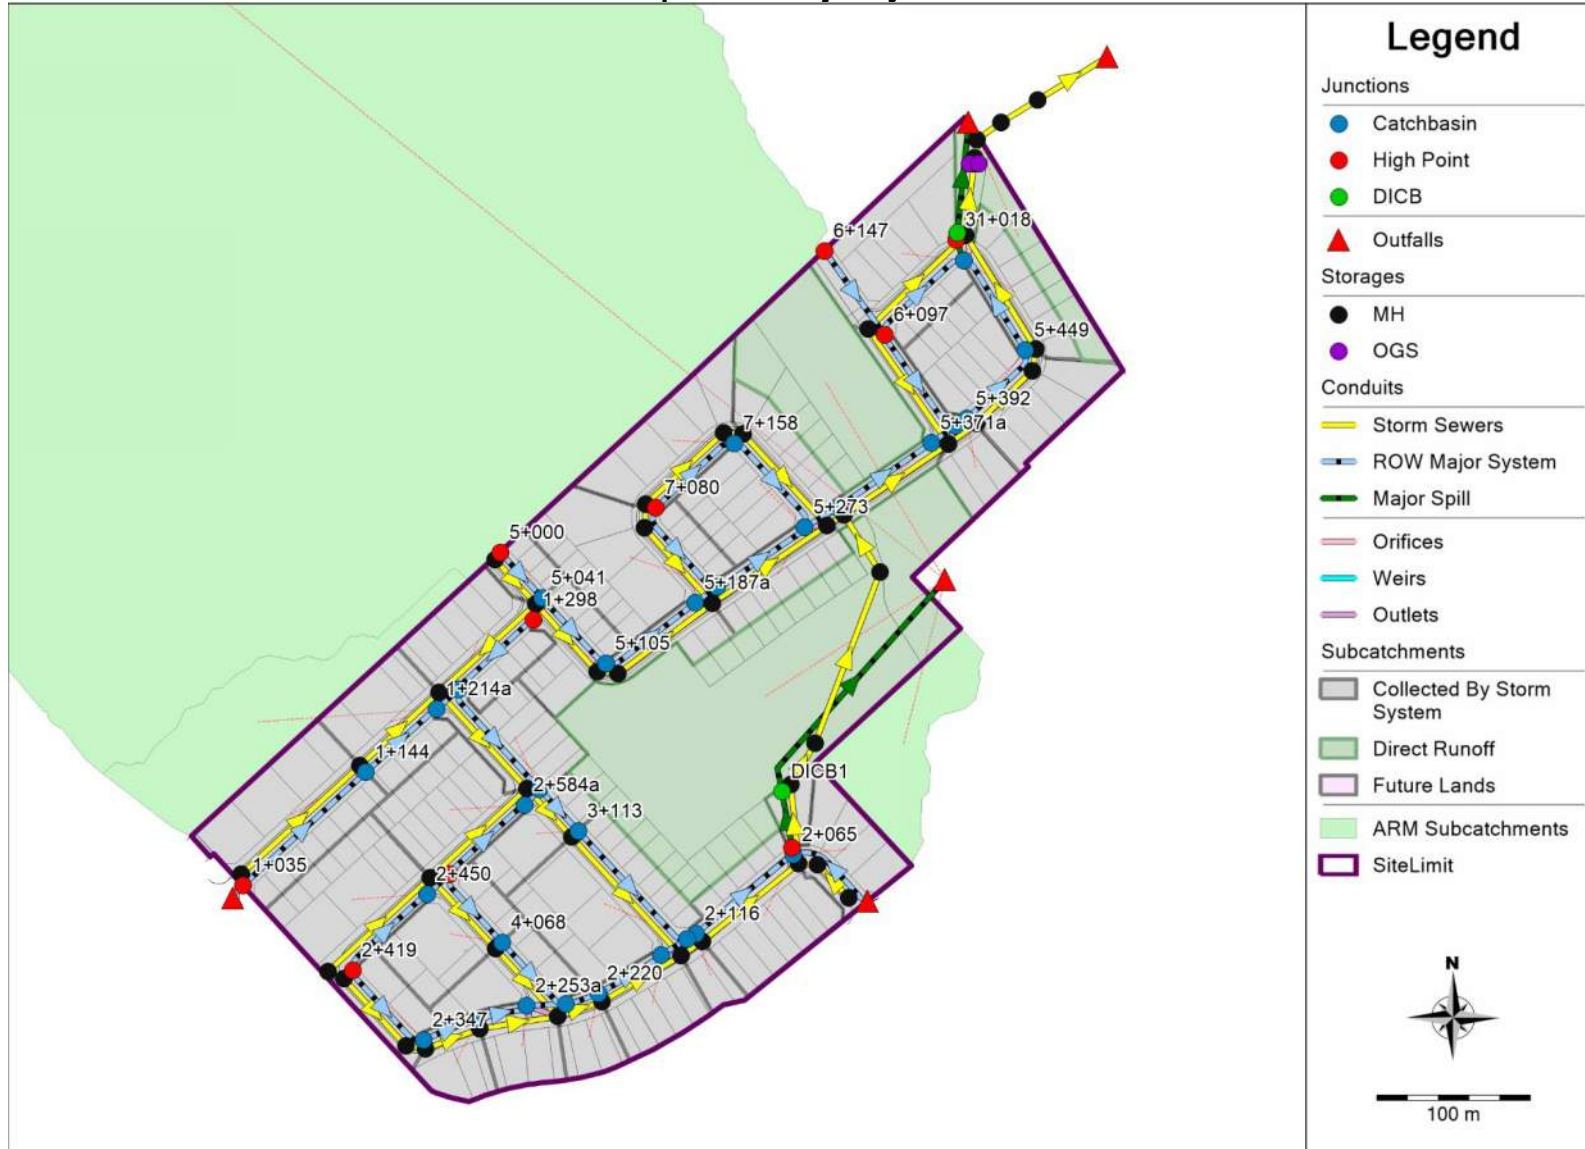 Legend
Junctions
Catchbasin
High Point
DICB
Outfalls
Storages
MH
OGS
Conduits
Storm Sewers
ROW Major System
Major Spill
Orifices
Weirs
Outlets
Subcatchments
Collected By Storm
System
Direct Runoff
Future Lands
ARM Subcatchments
SiteLimit
N
100 m
6+147
31+018
6+097
5+449
5+392
5+371a
7+158
7+080
5+273
5+000
5+041
5+187a
1+298
5+105
1+214a
1+144
DICB1
2+584a
3+113
2+065
1+035
2+450
2+116
4+068
2+419
2+220
2+253a
2+347